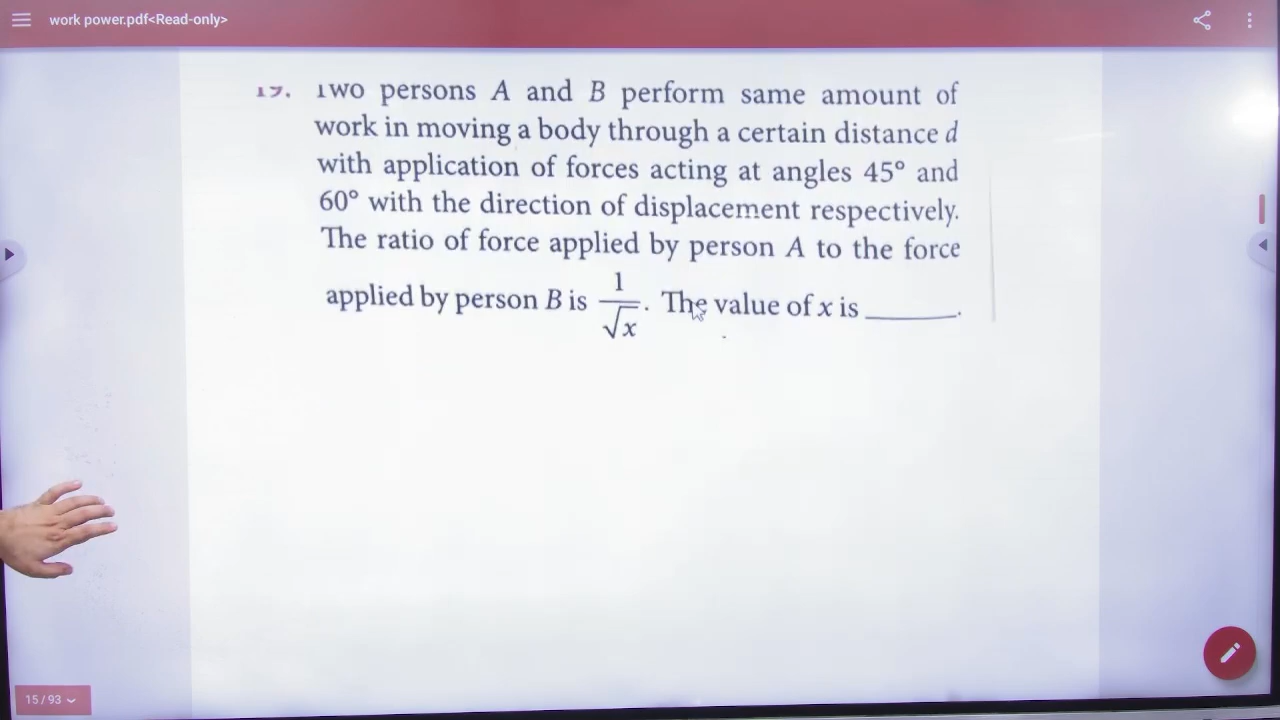 work power.pdf<Read-only>
19. Two persons A and B perform same amount of
work in moving a body through a certain distance d
with application of forces acting at angles 45° and
60° with the direction of displacement respectively.
The ratio of force applied by person A to the force
applied by person B is 1/√x. The value of x is ______.
15 / 93